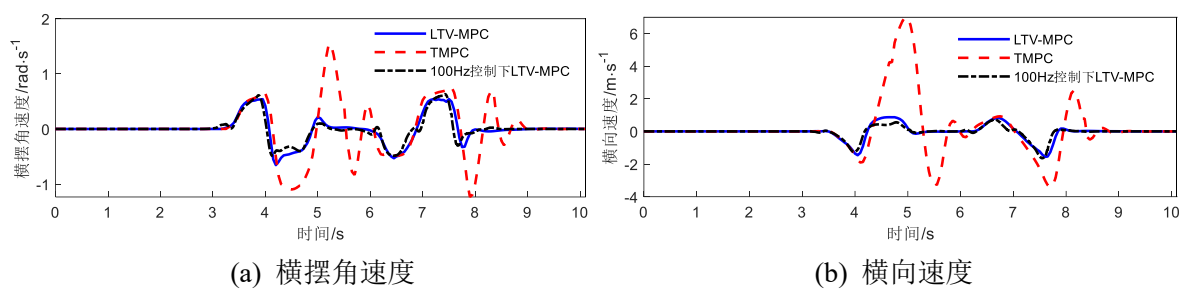 横摆角速度/rad·s-1
2
1
0
-1
LTV-MPC
TMPC
100Hz控制下LTV-MPC
0 1 2 3 4 5 6 7 8 9 10
时间/s
(a) 横摆角速度
横向速度/m·s-1
6
4
2
0
-2
-4
LTV-MPC
TMPC
100Hz控制下LTV-MPC
0 1 2 3 4 5 6 7 8 9 10
时间/s
(b) 横向速度